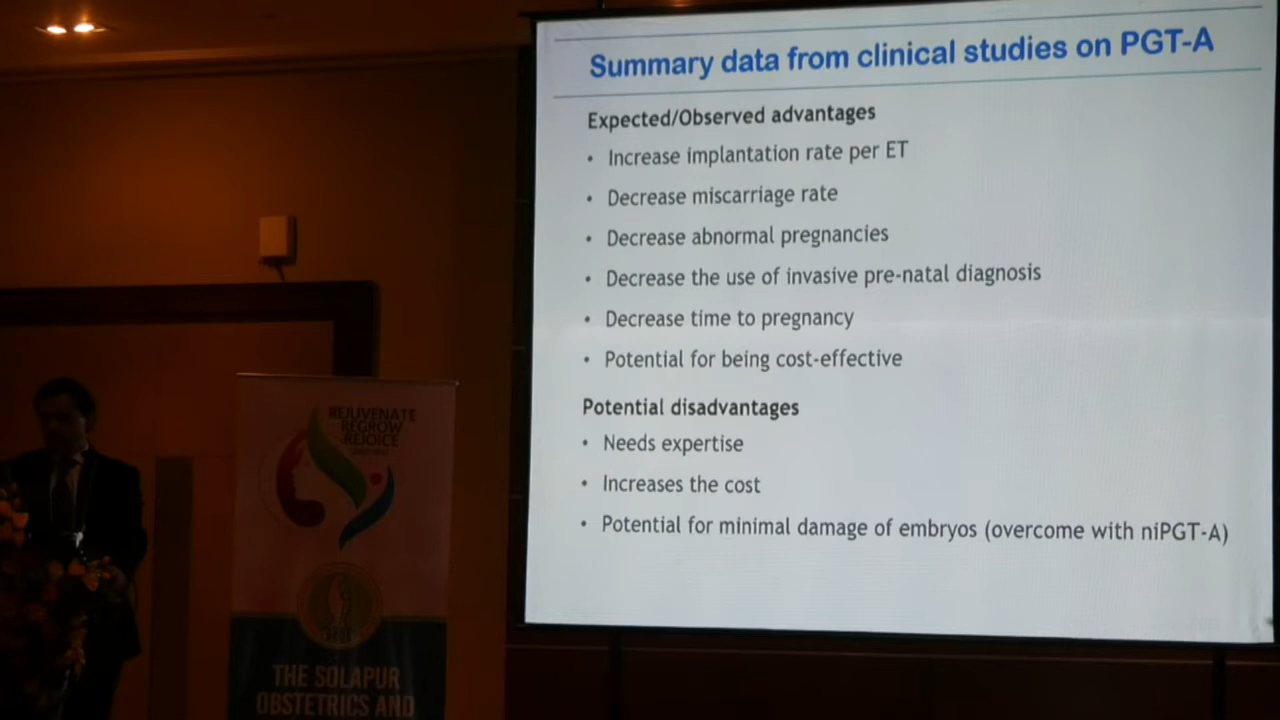 Summary data from clinical studies on PGT-A
Expected/Observed advantages
• Increase implantation rate per ET
• Decrease miscarriage rate
• Decrease abnormal pregnancies
• Decrease the use of invasive pre-natal diagnosis
• Decrease time to pregnancy
• Potential for being cost-effective
Potential disadvantages
• Needs expertise
• Increases the cost
• Potential for minimal damage of embryos (overcome with niPGT-A)
REJUVENATE
REGROW
REJOICE
THE SOLAPUR
OBSTETRICS AND